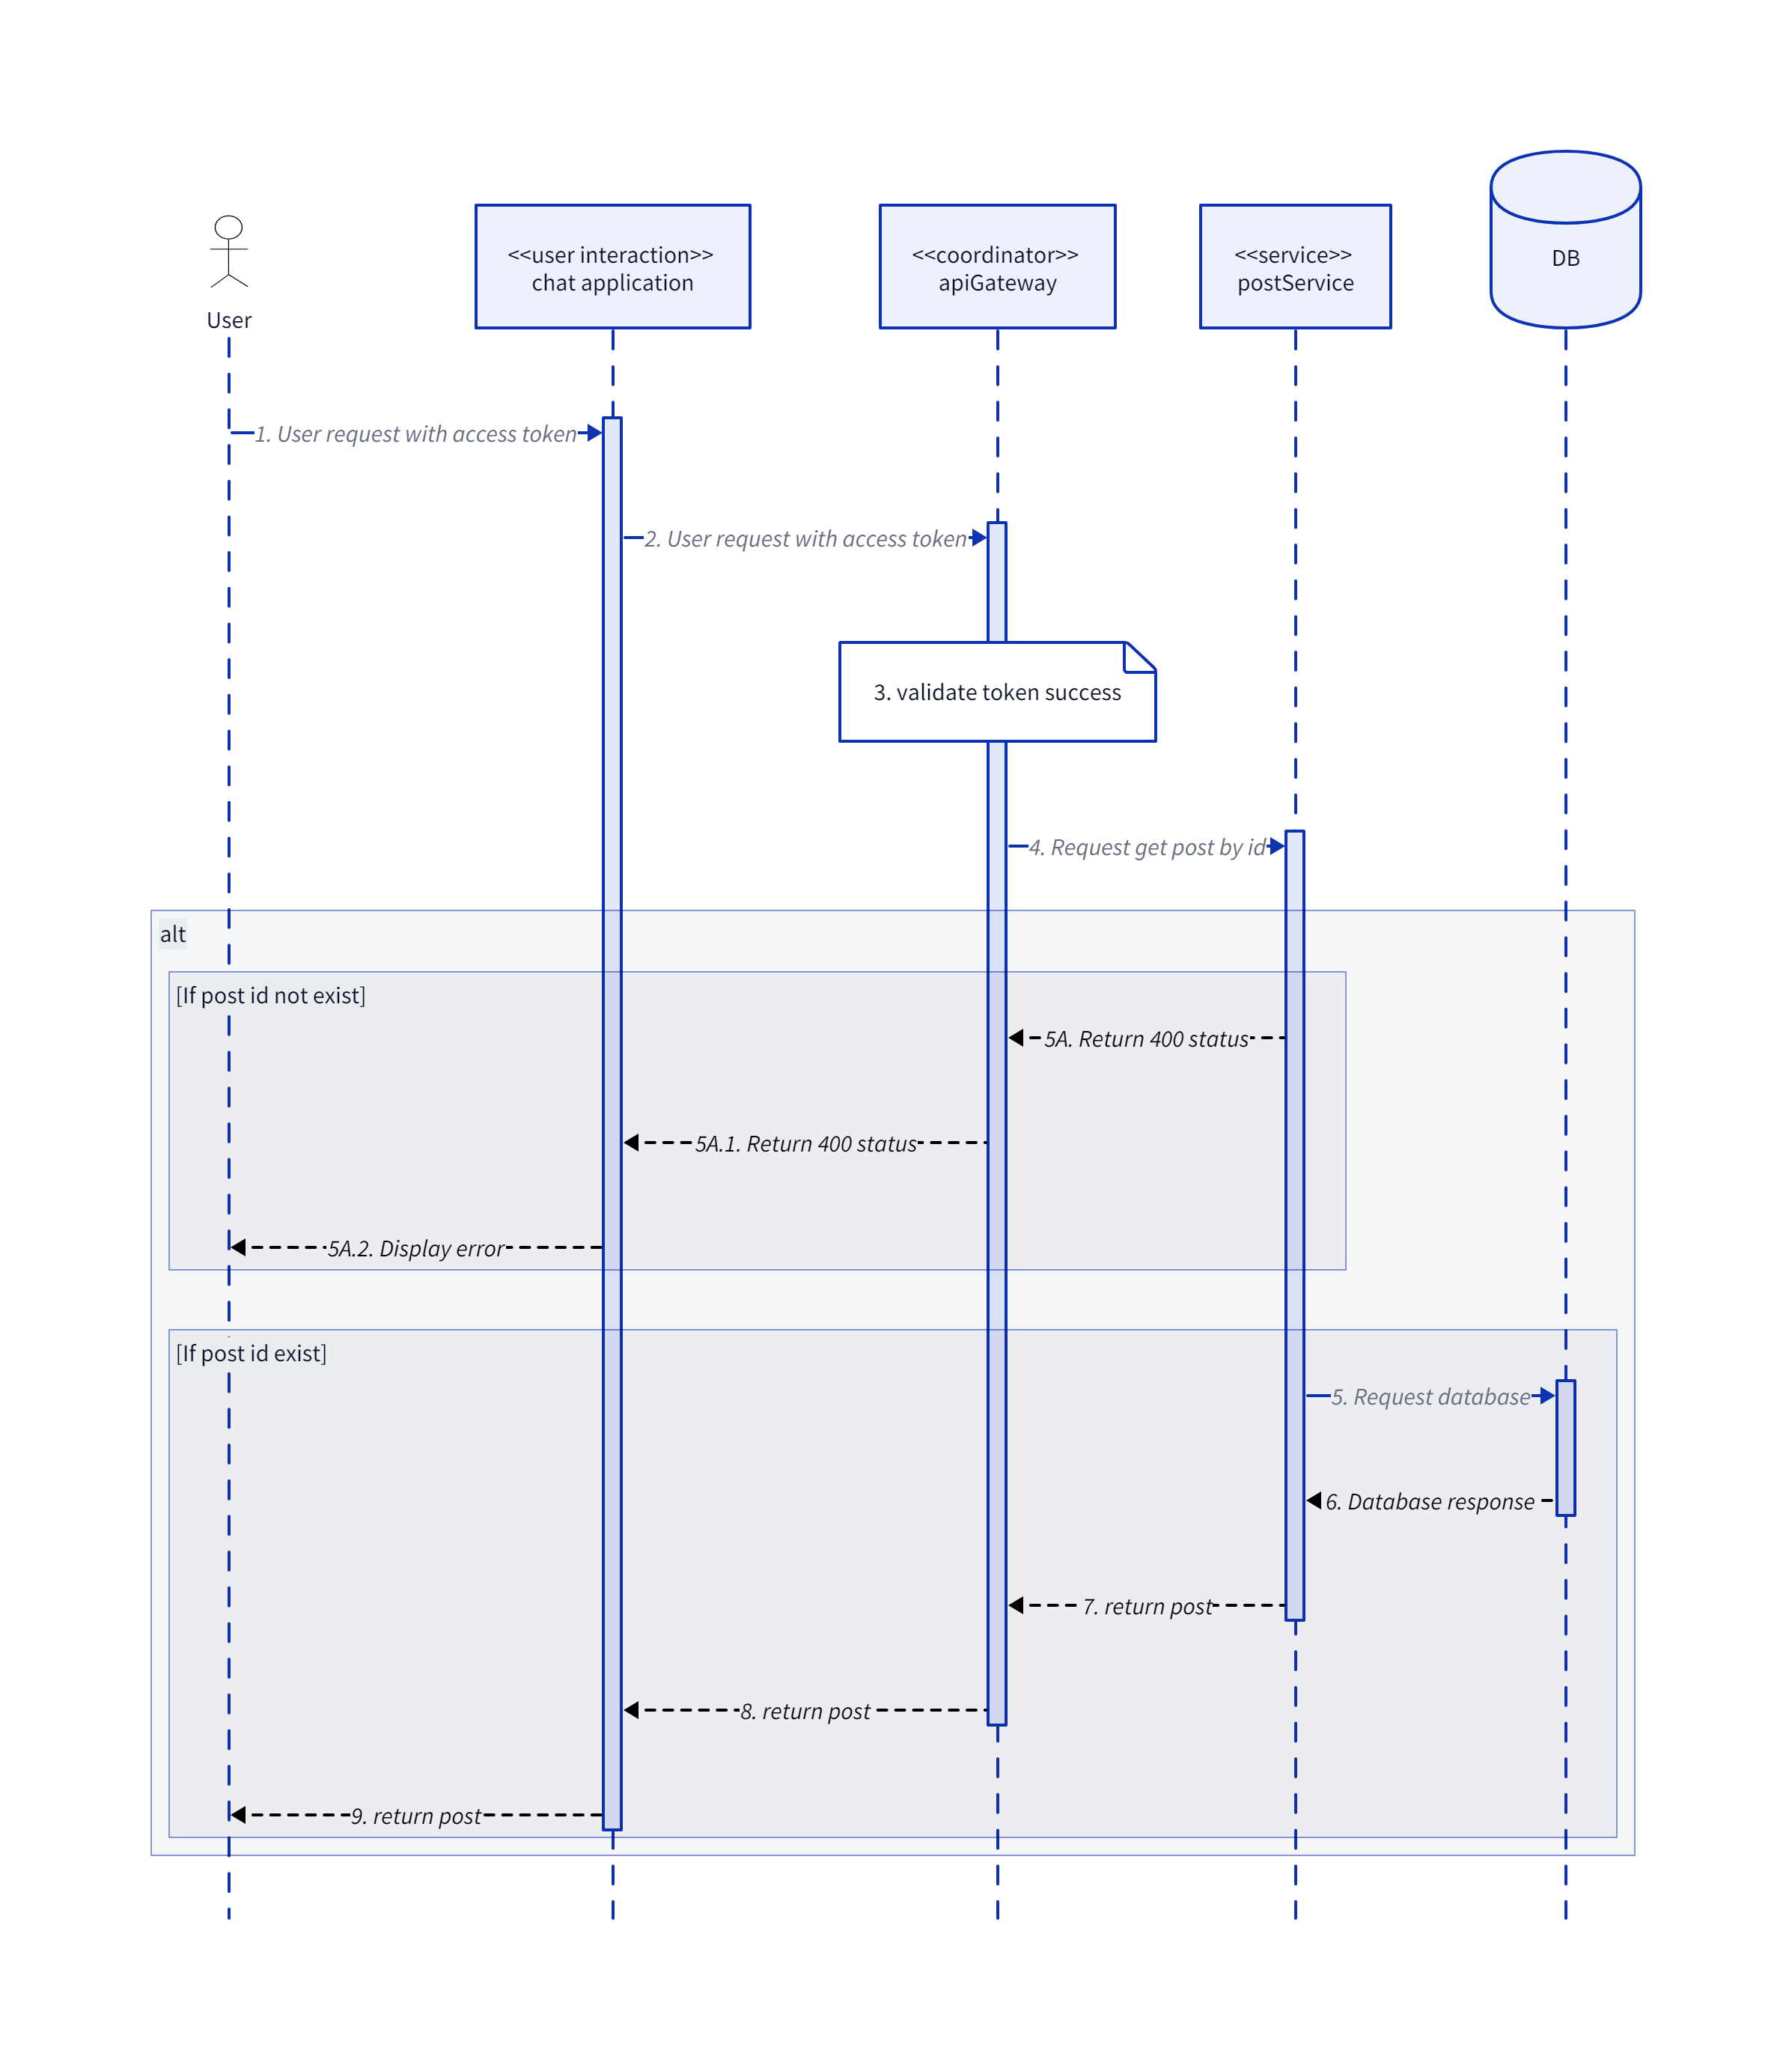 User
<<user interaction>>
chat application
<<coordinator>>
apiGateway
<<service>>
postService
DB
1. User request with access token
2. User request with access token
3. validate token success
4. Request get post by id
alt
[If post id not exist]
5A. Return 400 status
5A.1. Return 400 status
5A.2. Display error
[If post id exist]
5. Request database
6. Database response
7. return post
8. return post
9. return post